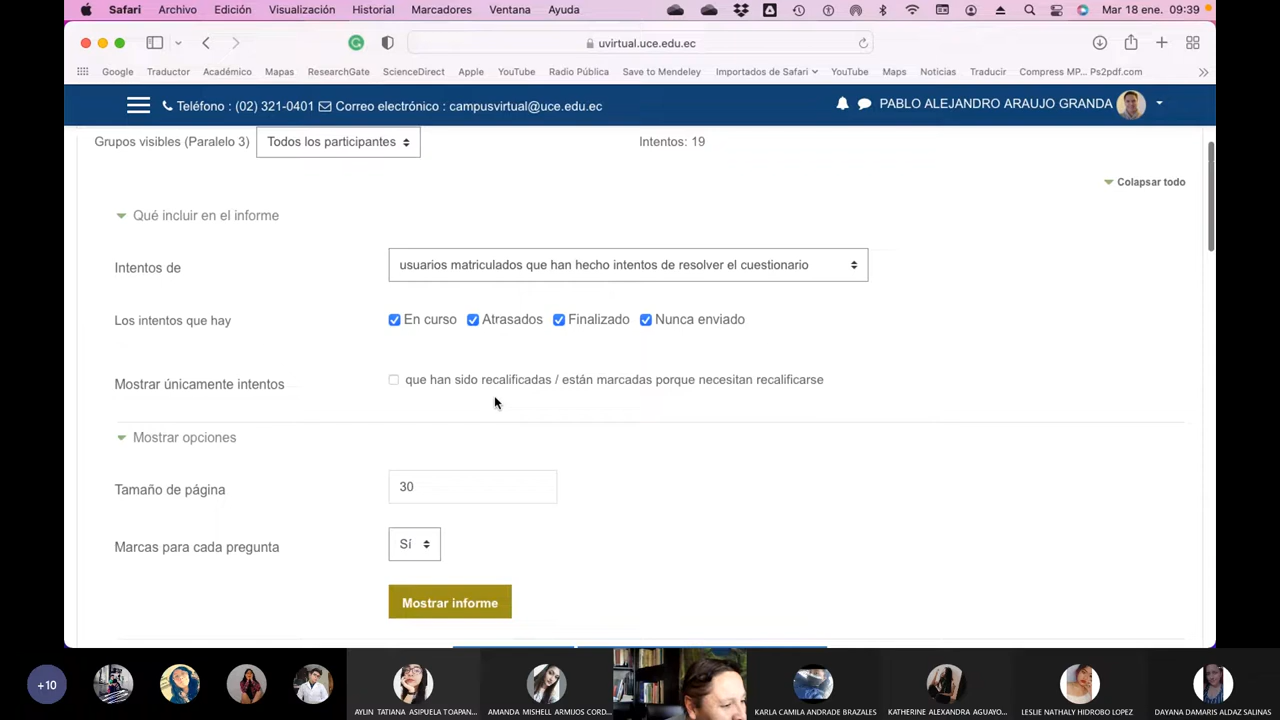 Safari Archivo Edición Visualización Historial Marcadores Ventana Ayuda Mar 18 ene. 09:39
uvirtual.uce.edu.ec
Google Traductor Académico Mapas ResearchGate ScienceDirect Apple YouTube Radio Pública Save to Mendeley Importados de Safari YouTube Maps Noticias Traducir Compress MP... Ps2pdf.com
Teléfono : (02) 321-0401 Correo electrónico : campusvirtual@uce.edu.ec PABLO ALEJANDRO ARAUJO GRANDA
Grupos visibles (Paralelo 3) Todos los participantes Intentos: 19
Colapsar todo
Qué incluir en el informe
Intentos de usuarios matriculados que han hecho intentos de resolver el cuestionario
Los intentos que hay En curso Atrasados Finalizado Nunca enviado
Mostrar únicamente intentos que han sido recalificadas / están marcadas porque necesitan recalificarse
Mostrar opciones
Tamaño de página 30
Marcas para cada pregunta Sí
Mostrar informe
+10
AYLIN TATIANA ASIPUELA TOAPAN... AMANDA MISHELL ARMIJOS CORD... KARLA CAMILA ANDRADE BRAZALES KATHERINE ALEXANDRA AGUAYO... LESLIE NATHALY HIDROBO LOPEZ DAYANA DAMARIS ALDAZ SALINAS